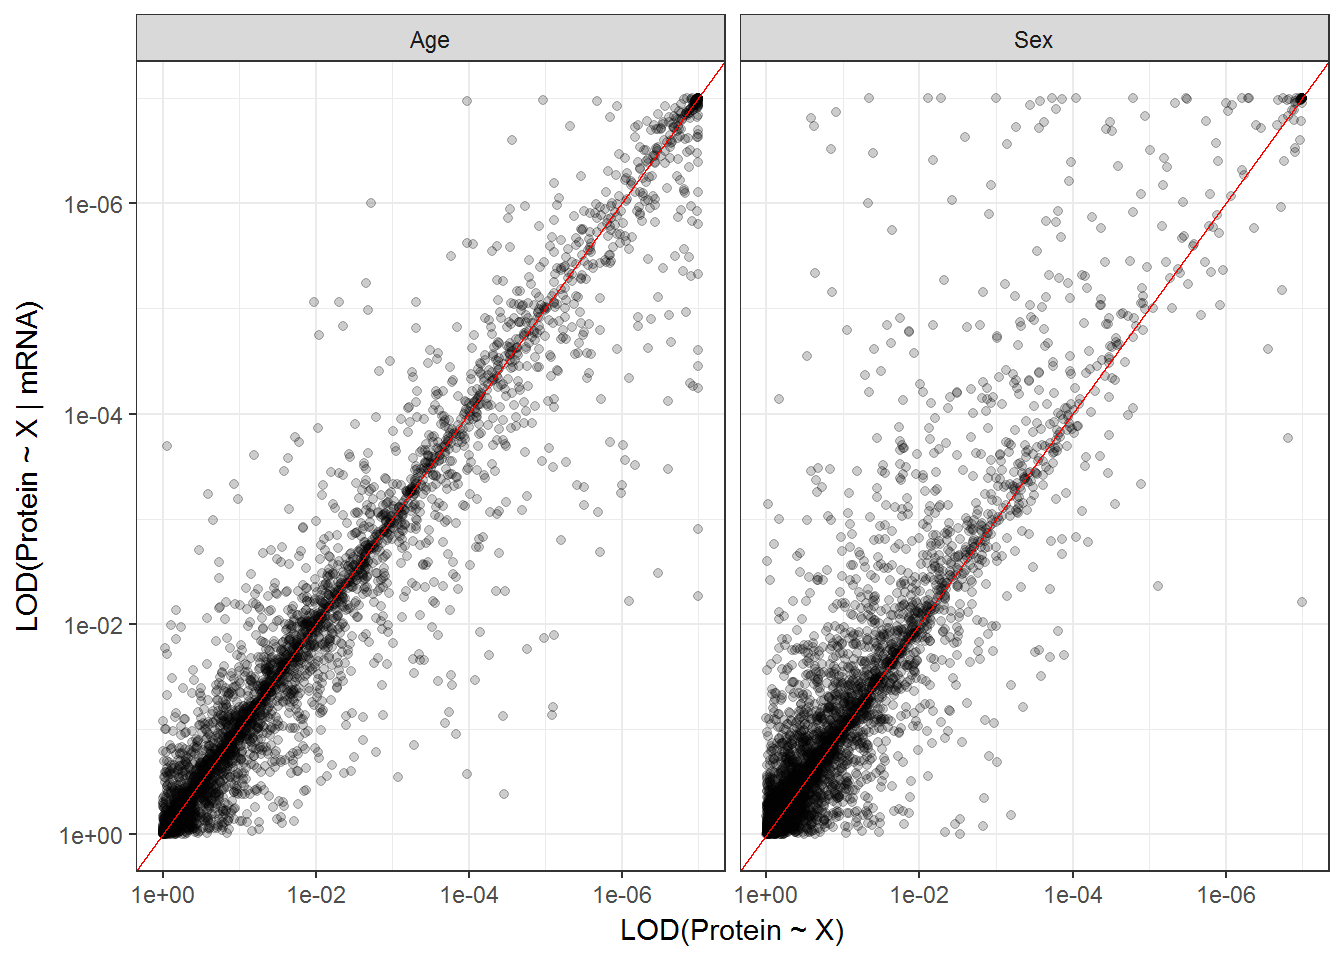 Age Sex
1e-06
1e-04
1e-02
1e+00
LOD(Protein ~ X | mRNA)
1e+00 1e-02 1e-04 1e-06 1e+00 1e-02 1e-04 1e-06
LOD(Protein ~ X)